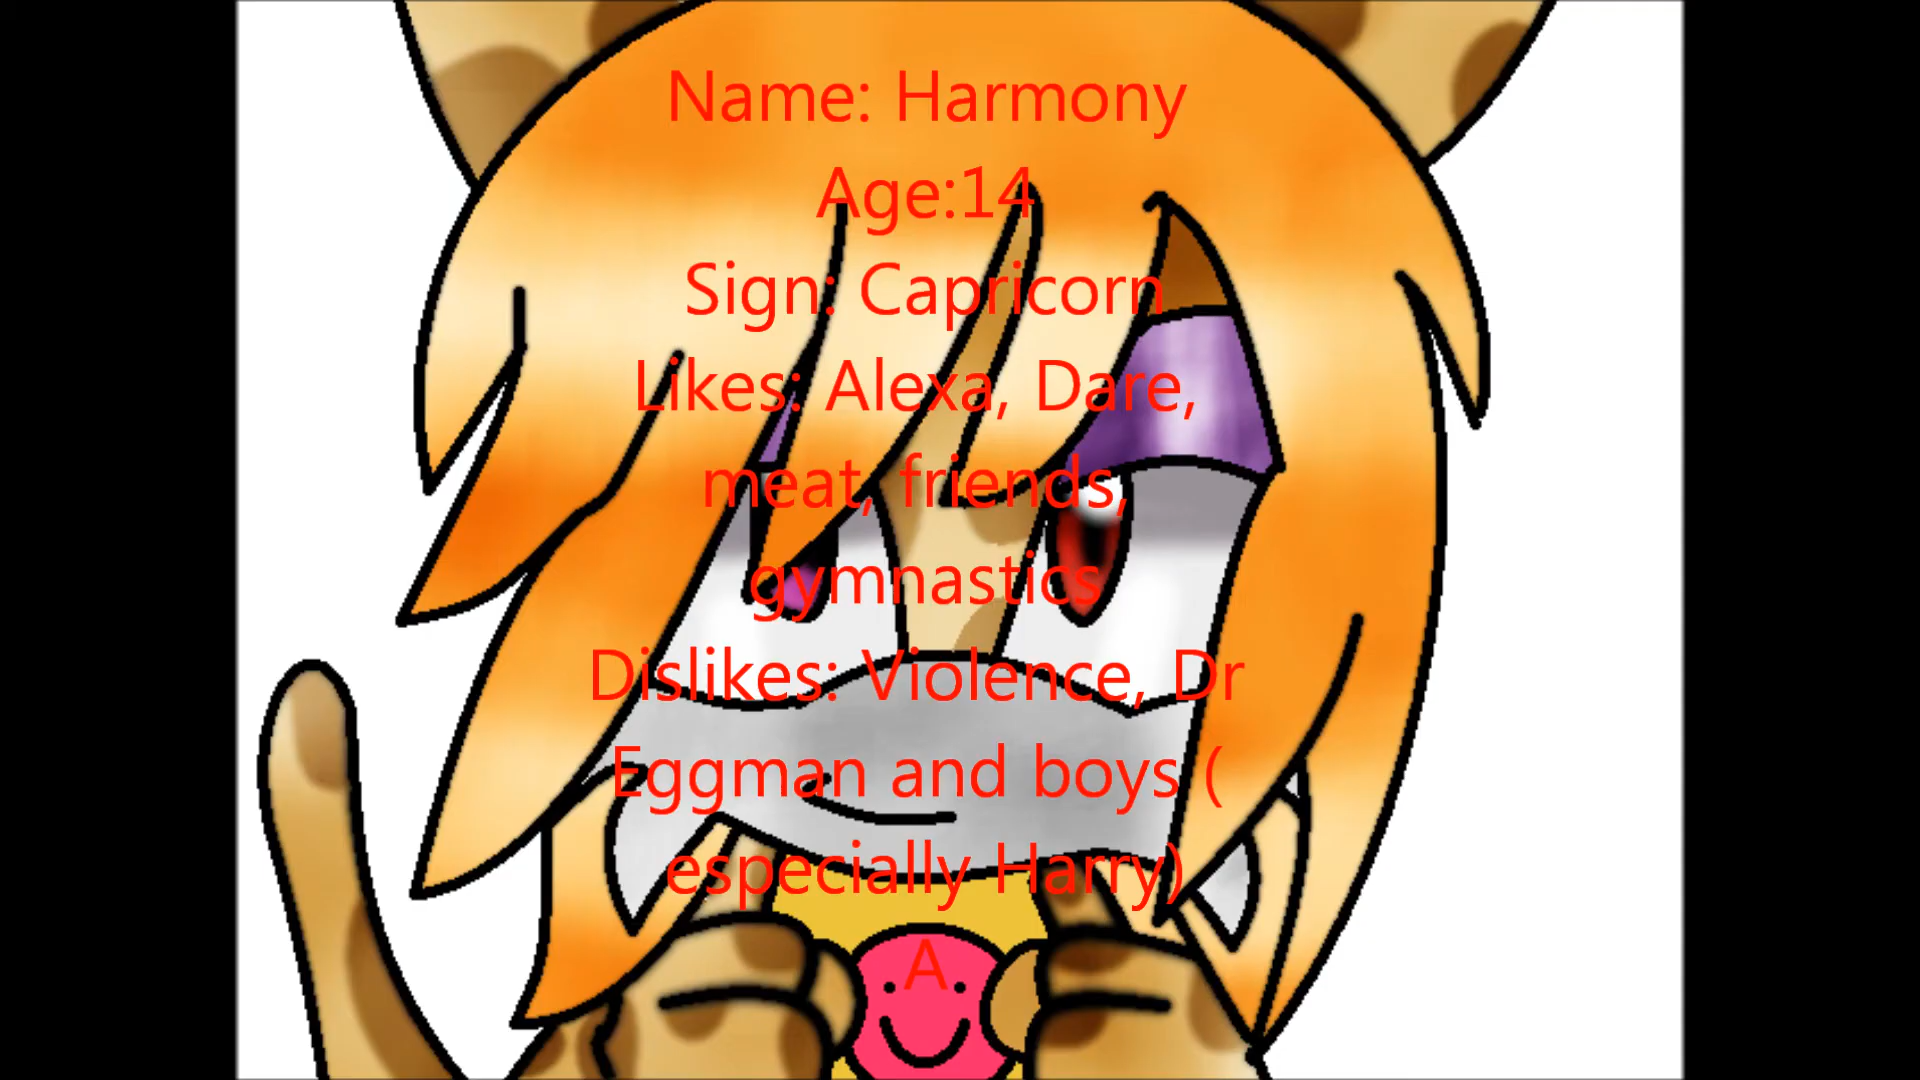 Name: Harmony
Age:14
Sign: Capricorn
Likes: Alexa, Dare,
meat, friends,
gymnastics
Dislikes: Violence, Dr
Eggman and boys (
especially Harry)
A